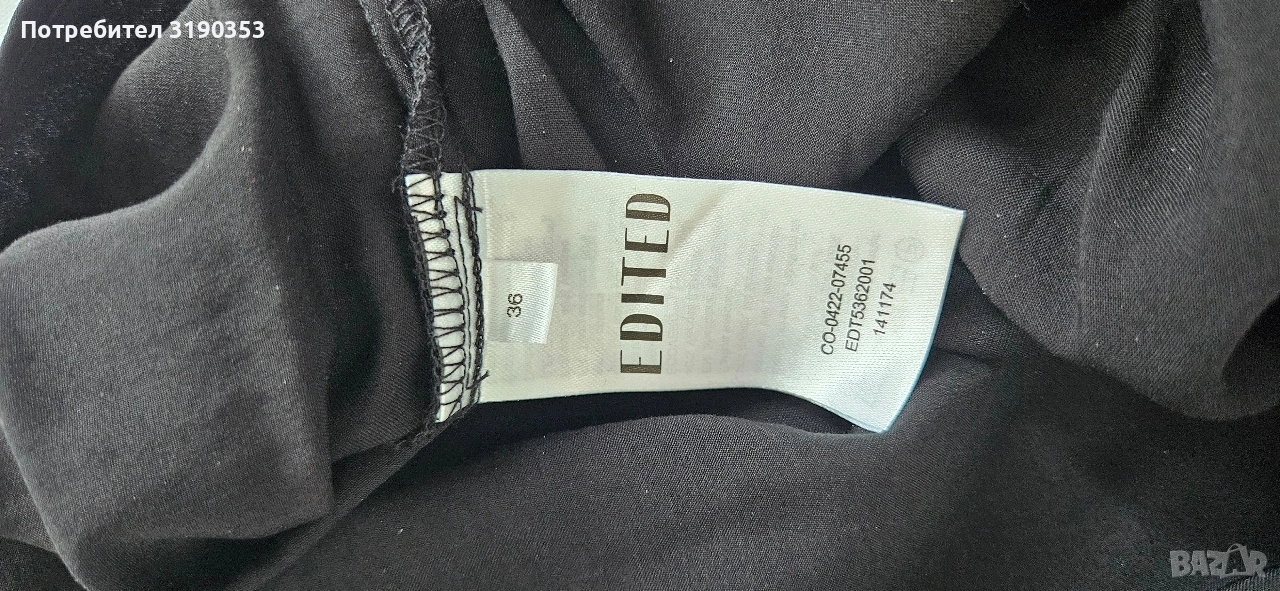 Потребител 3190353
36
EDITED
CO-0422-07455
EDT5362001
141174
BAZAR